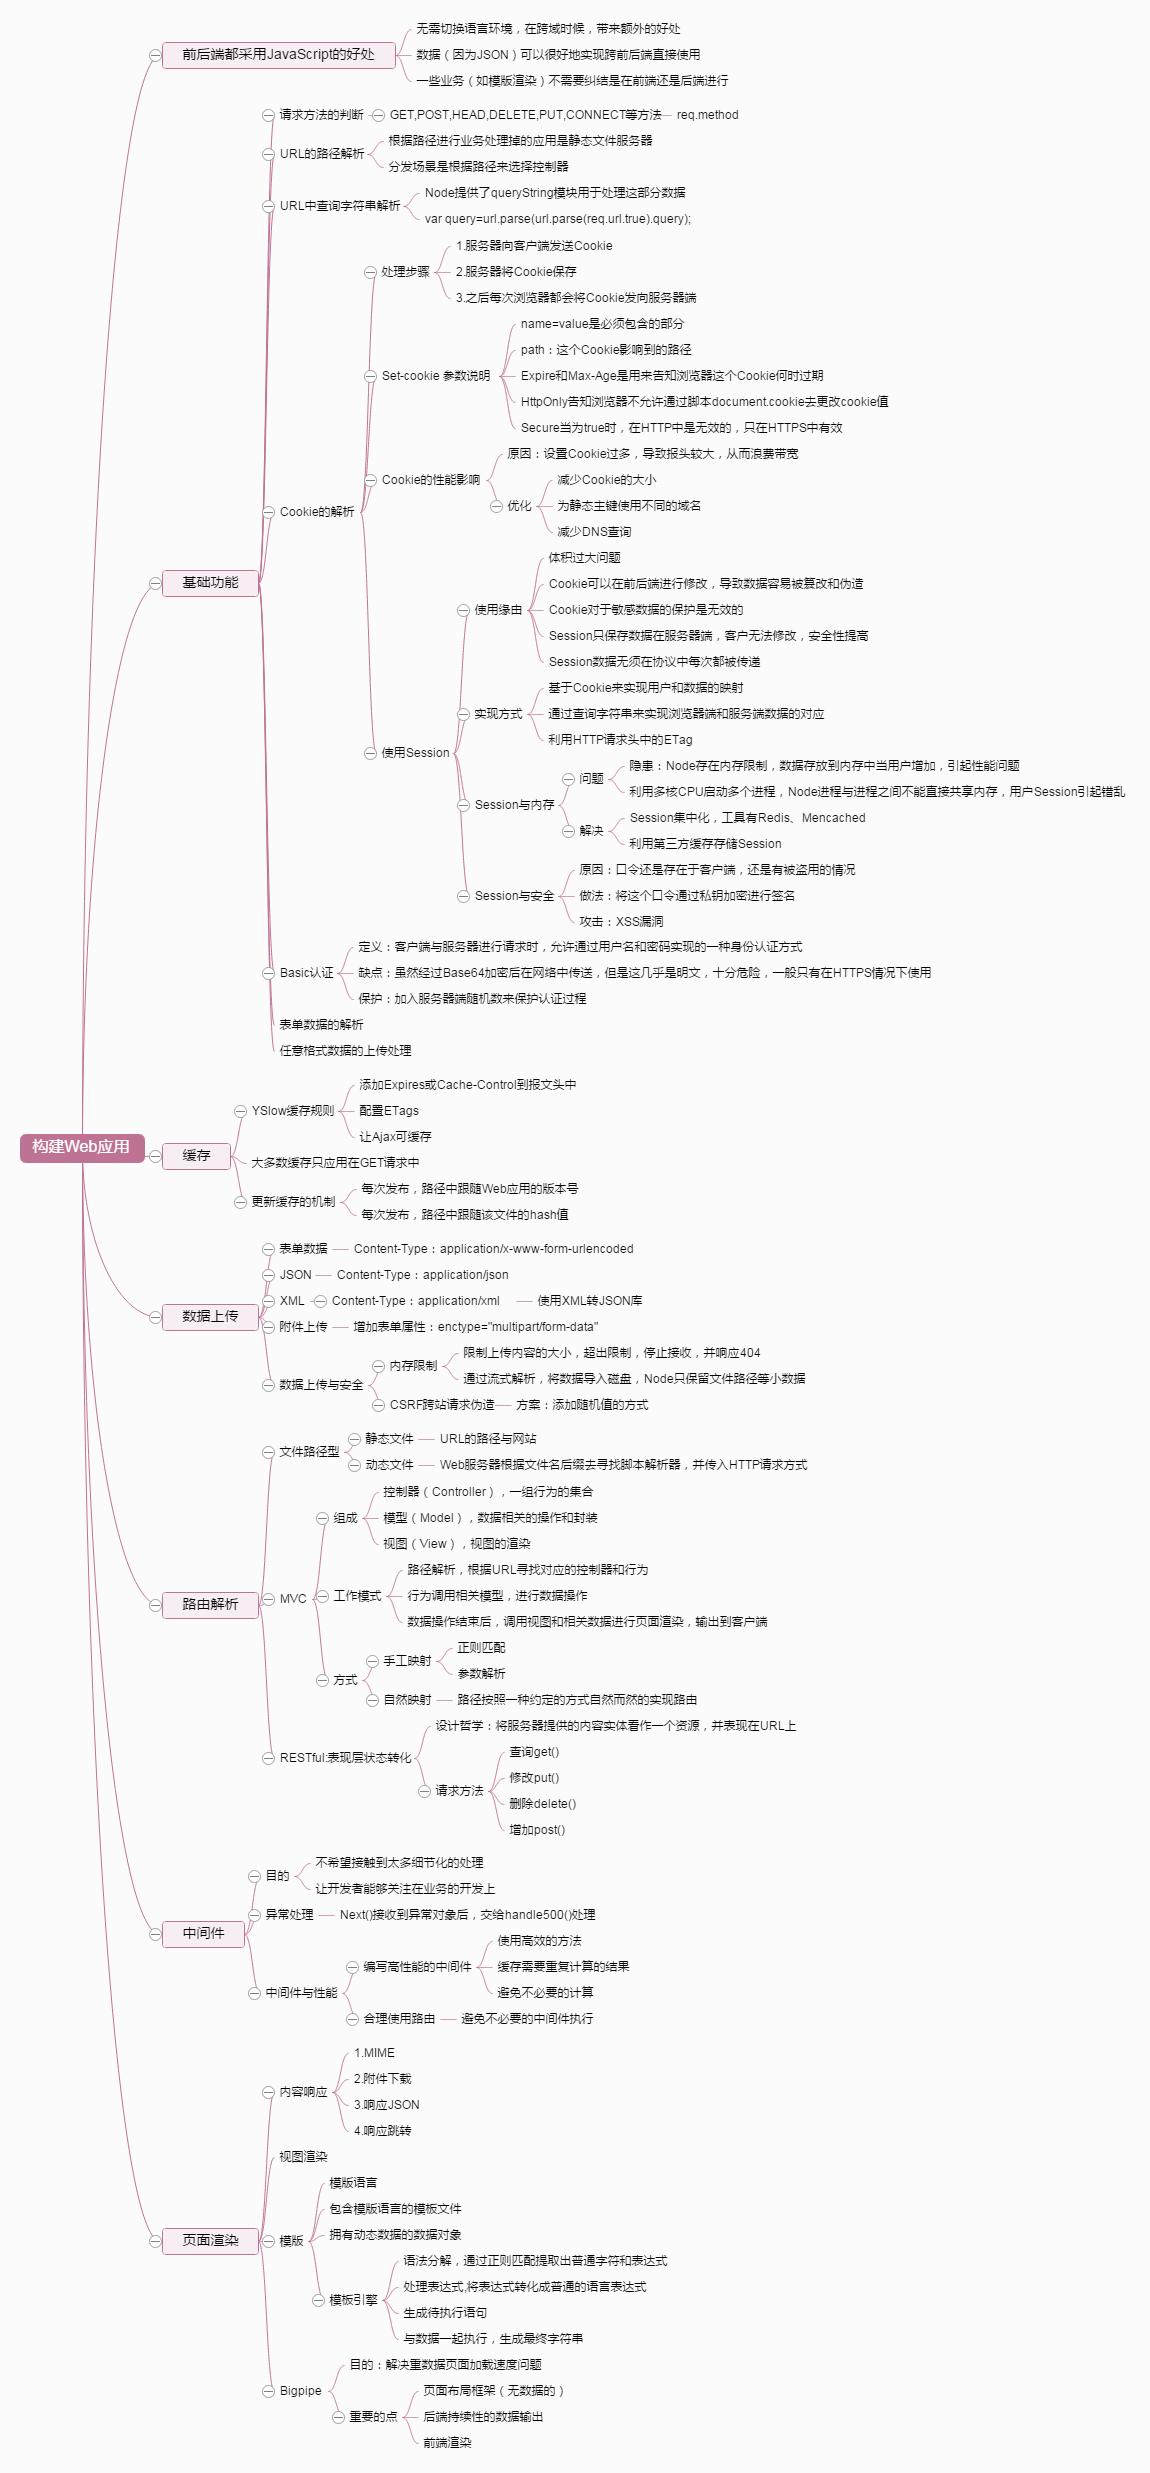 构建Web应用
前后端都采用JavaScript的好处
无需切换语言环境，在跨域时候，带来额外的好处
数据（因为JSON）可以很好地实现跨前后端直接使用
一些业务（如模版渲染）不需要纠结是在前端还是后端进行
基础功能
请求方法的判断
GET,POST,HEAD,DELETE,PUT,CONNECT等方法
req.method
URL的路径解析
根据路径进行业务处理掉的应用是静态文件服务器
分发场景是根据路径来选择控制器
URL中查询字符串解析
Node提供了queryString模块用于处理这部分数据
var query=url.parse(url.parse(req.url.true).query);
Cookie的解析
处理步骤
1.服务器向客户端发送Cookie
2.服务器将Cookie保存
3.之后每次浏览器都会将Cookie发向服务器端
Set-cookie 参数说明
name=value是必须包含的部分
path：这个Cookie影响到的路径
Expire和Max-Age是用来告知浏览器这个Cookie何时过期
HttpOnly告知浏览器不允许通过脚本document.cookie去更改cookie值
Secure当为true时，在HTTP中是无效的，只在HTTPS中有效
Cookie的性能影响
原因：设置Cookie过多，导致报头较大，从而浪费带宽
优化
减少Cookie的大小
为静态主键使用不同的域名
减少DNS查询
使用Session
使用缘由
体积过大问题
Cookie可以在前后端进行修改，导致数据容易被篡改和伪造
Cookie对于敏感数据的保护是无效的
Session只保存数据在服务器端，客户无法修改，安全性提高
Session数据无须在协议中每次都被传递
实现方式
基于Cookie来实现用户和数据的映射
通过查询字符串来实现浏览器端和服务端数据的对应
利用HTTP请求头中的ETag
Session与内存
问题
隐患：Node存在内存限制，数据存放到内存中当用户增加，引起性能问题
利用多核CPU启动多个进程，Node进程与进程之间不能直接共享内存，用户Session引起错乱
解决
Session集中化，工具有Redis、Mencached
利用第三方缓存存储Session
Session与安全
原因：口令还是存在于客户端，还是有被盗用的情况
做法：将这个口令通过私钥加密进行签名
攻击：XSS漏洞
Basic认证
定义：客户端与服务器进行请求时，允许通过用户名和密码实现的一种身份认证方式
缺点：虽然经过Base64加密后在网络中传送，但是这几乎是明文，十分危险，一般只有在HTTPS情况下使用
保护：加入服务器端随机数来保护认证过程
表单数据的解析
任意格式数据的上传处理
缓存
YSlow缓存规则
添加Expires或Cache-Control到报文头中
配置ETags
让Ajax可缓存
大多数缓存只应用在GET请求中
更新缓存的机制
每次发布，路径中跟随Web应用的版本号
每次发布，路径中跟随该文件的hash值
数据上传
表单数据
Content-Type：application/x-www-form-urlencoded
JSON
Content-Type：application/json
XML
Content-Type：application/xml
使用XML转JSON库
附件上传
增加表单属性：enctype="multipart/form-data"
数据上传与安全
内存限制
限制上传内容的大小，超出限制，停止接收，并响应404
通过流式解析，将数据导入磁盘，Node只保留文件路径等小数据
CSRF跨站请求伪造
方案：添加随机值的方式
路由解析
文件路径型
静态文件
URL的路径与网站
动态文件
Web服务器根据文件名后缀去寻找脚本解析器，并传入HTTP请求方式
MVC
组成
控制器（Controller），一组行为的集合
模型（Model），数据相关的操作和封装
视图（View），视图的渲染
工作模式
路径解析，根据URL寻找对应的控制器和行为
行为调用相关模型，进行数据操作
数据操作结束后，调用视图和相关数据进行页面渲染，输出到客户端
方式
手工映射
正则匹配
参数解析
自然映射
路径按照一种约定的方式自然而然的实现路由
RESTful:表现层状态转化
设计哲学：将服务器提供的内容实体看作一个资源，并表现在URL上
请求方法
查询get()
修改put()
删除delete()
增加post()
中间件
目的
不希望接触到太多细节化的处理
让开发者能够关注在业务的开发上
异常处理
Next()接收到异常对象后，交给handle500()处理
中间件与性能
编写高性能的中间件
使用高效的方法
缓存需要重复计算的结果
避免不必要的计算
合理使用路由
避免不必要的中间件执行
页面渲染
内容响应
1.MIME
2.附件下载
3.响应JSON
4.响应跳转
视图渲染
模版
模版语言
包含模版语言的模板文件
拥有动态数据的数据对象
模板引擎
语法分解，通过正则匹配提取出普通字符和表达式
处理表达式,将表达式转化成普通的语言表达式
生成待执行语句
与数据一起执行，生成最终字符串
Bigpipe
目的：解决重数据页面加载速度问题
重要的点
页面布局框架（无数据的）
后端持续性的数据输出
前端渲染